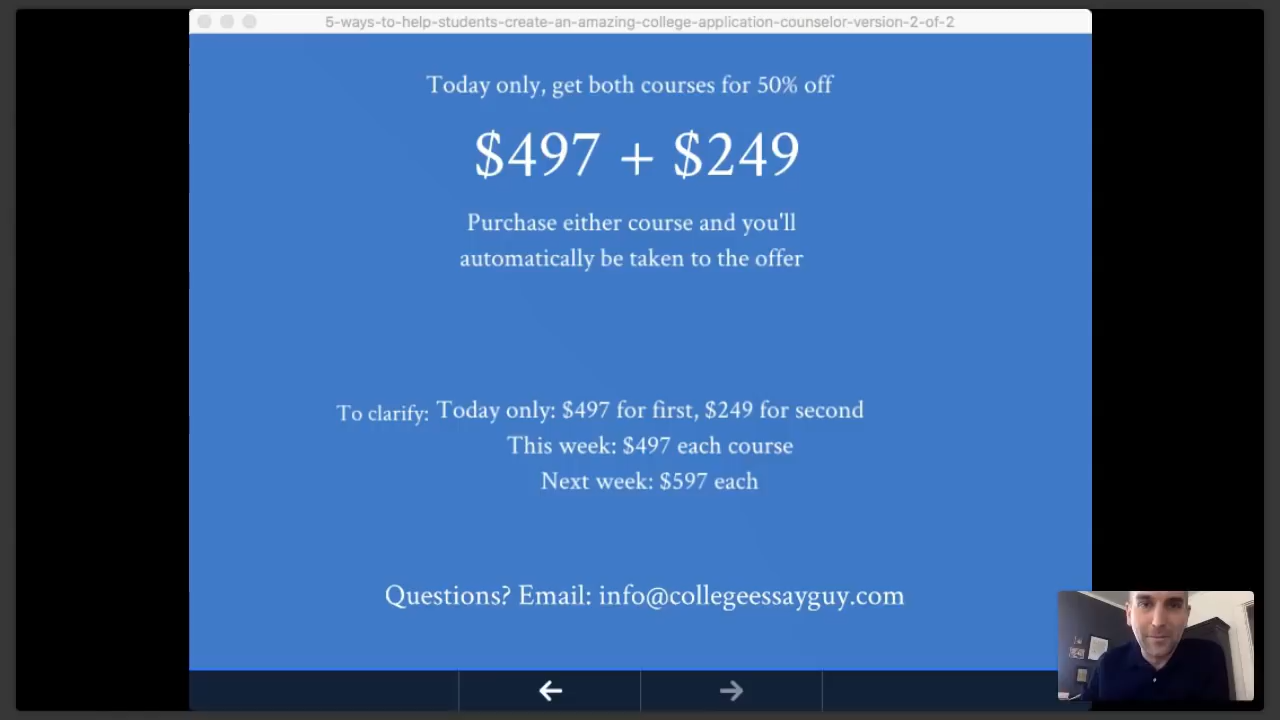 5-ways-to-help-students-create-an-amazing-college-application-counselor-version-2-of-2
Today only, get both courses for 50% off
$497 + $249
Purchase either course and you'll
automatically be taken to the offer
To clarify: Today only: $497 for first, $249 for second
This week: $497 each course
Next week: $597 each
Questions? Email: info@collegeessayguy.com